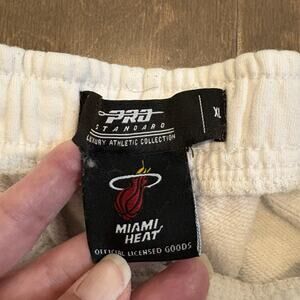 PRO
STANDARD
LUXURY ATHLETIC COLLECTION
XL
MIAMI
HEAT
OFFICIAL LICENSED GOODS